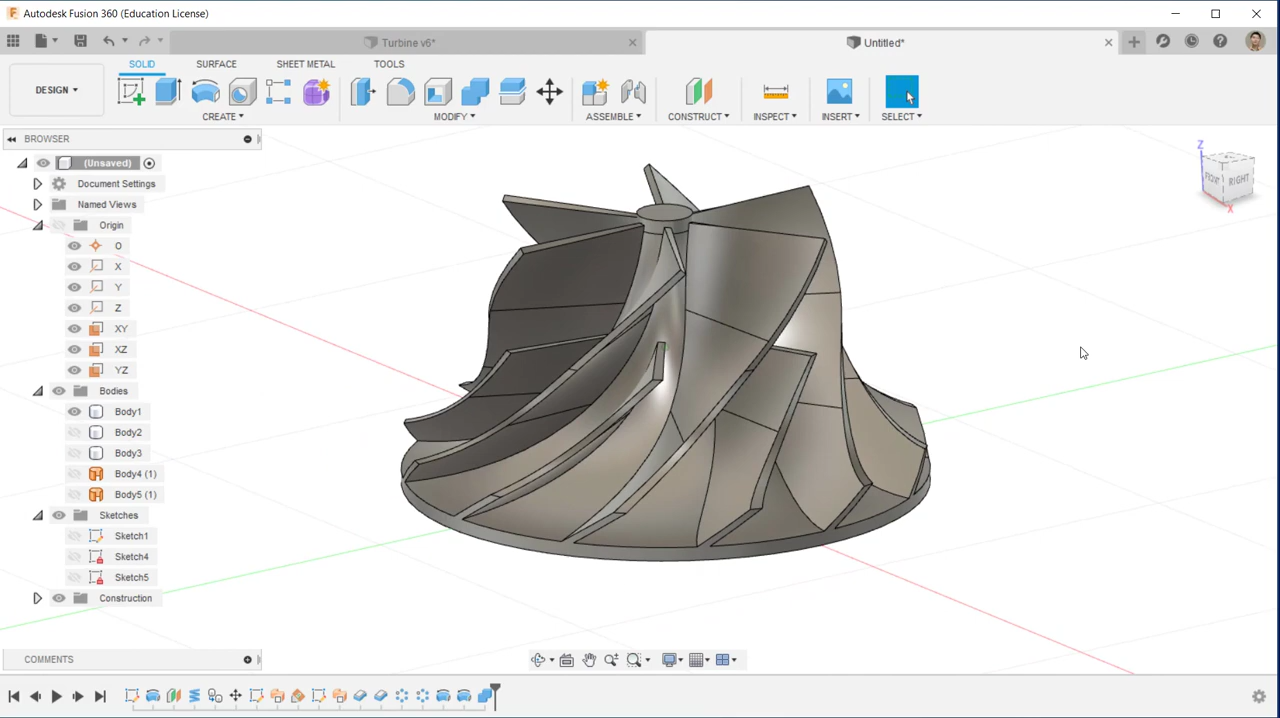 Autodesk Fusion 360 (Education License)
Turbine v6*
Untitled*
DESIGN
SOLID
SURFACE
SHEET METAL
TOOLS
CREATE
MODIFY
ASSEMBLE
CONSTRUCT
INSPECT
INSERT
SELECT
BROWSER
(Unsaved)
Document Settings
Named Views
Origin
O
X
Y
Z
XY
XZ
YZ
Bodies
Body1
Body2
Body3
Body4 (1)
Body5 (1)
Sketches
Sketch1
Sketch4
Sketch5
Construction
Z
FRONT
RIGHT
X
COMMENTS